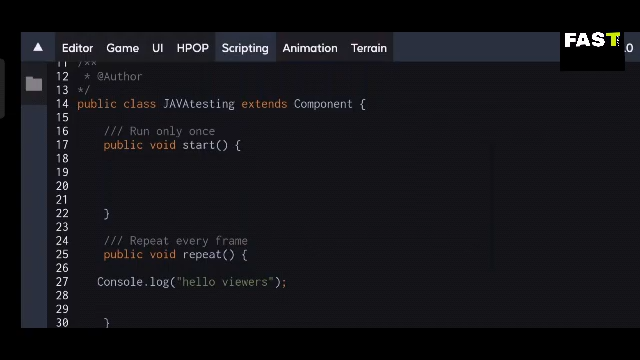 ▲ Editor Game UI HPOP Scripting Animation Terrain .0
FAST
11 /**
12 * @Author
13 */
14 public class JAVAtesting extends Component {
15
16 /// Run only once
17 public void start() {
18
19
20
21
22 }
23
24 /// Repeat every frame
25 public void repeat() {
26
27 Console.log("hello viewers");
28
29
30 }